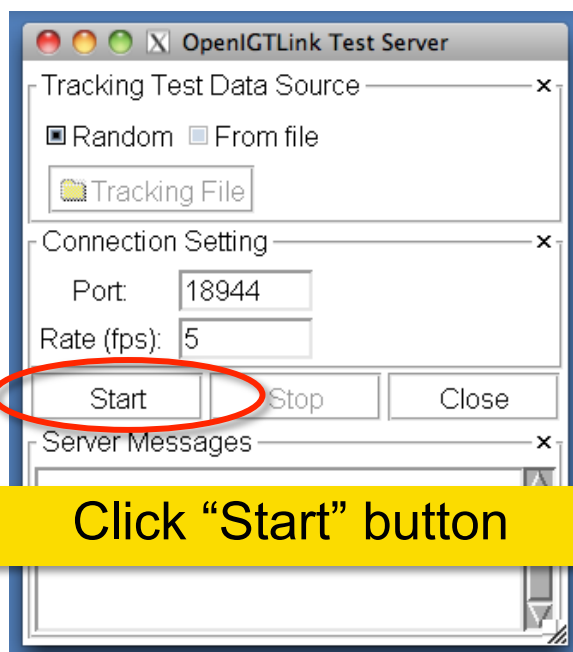 OpenIGTLink Test Server
Tracking Test Data Source
Random From file
Tracking File
Connection Setting
Port: 18944
Rate (fps): 5
Start Stop Close
Server Messages
Click “Start” button